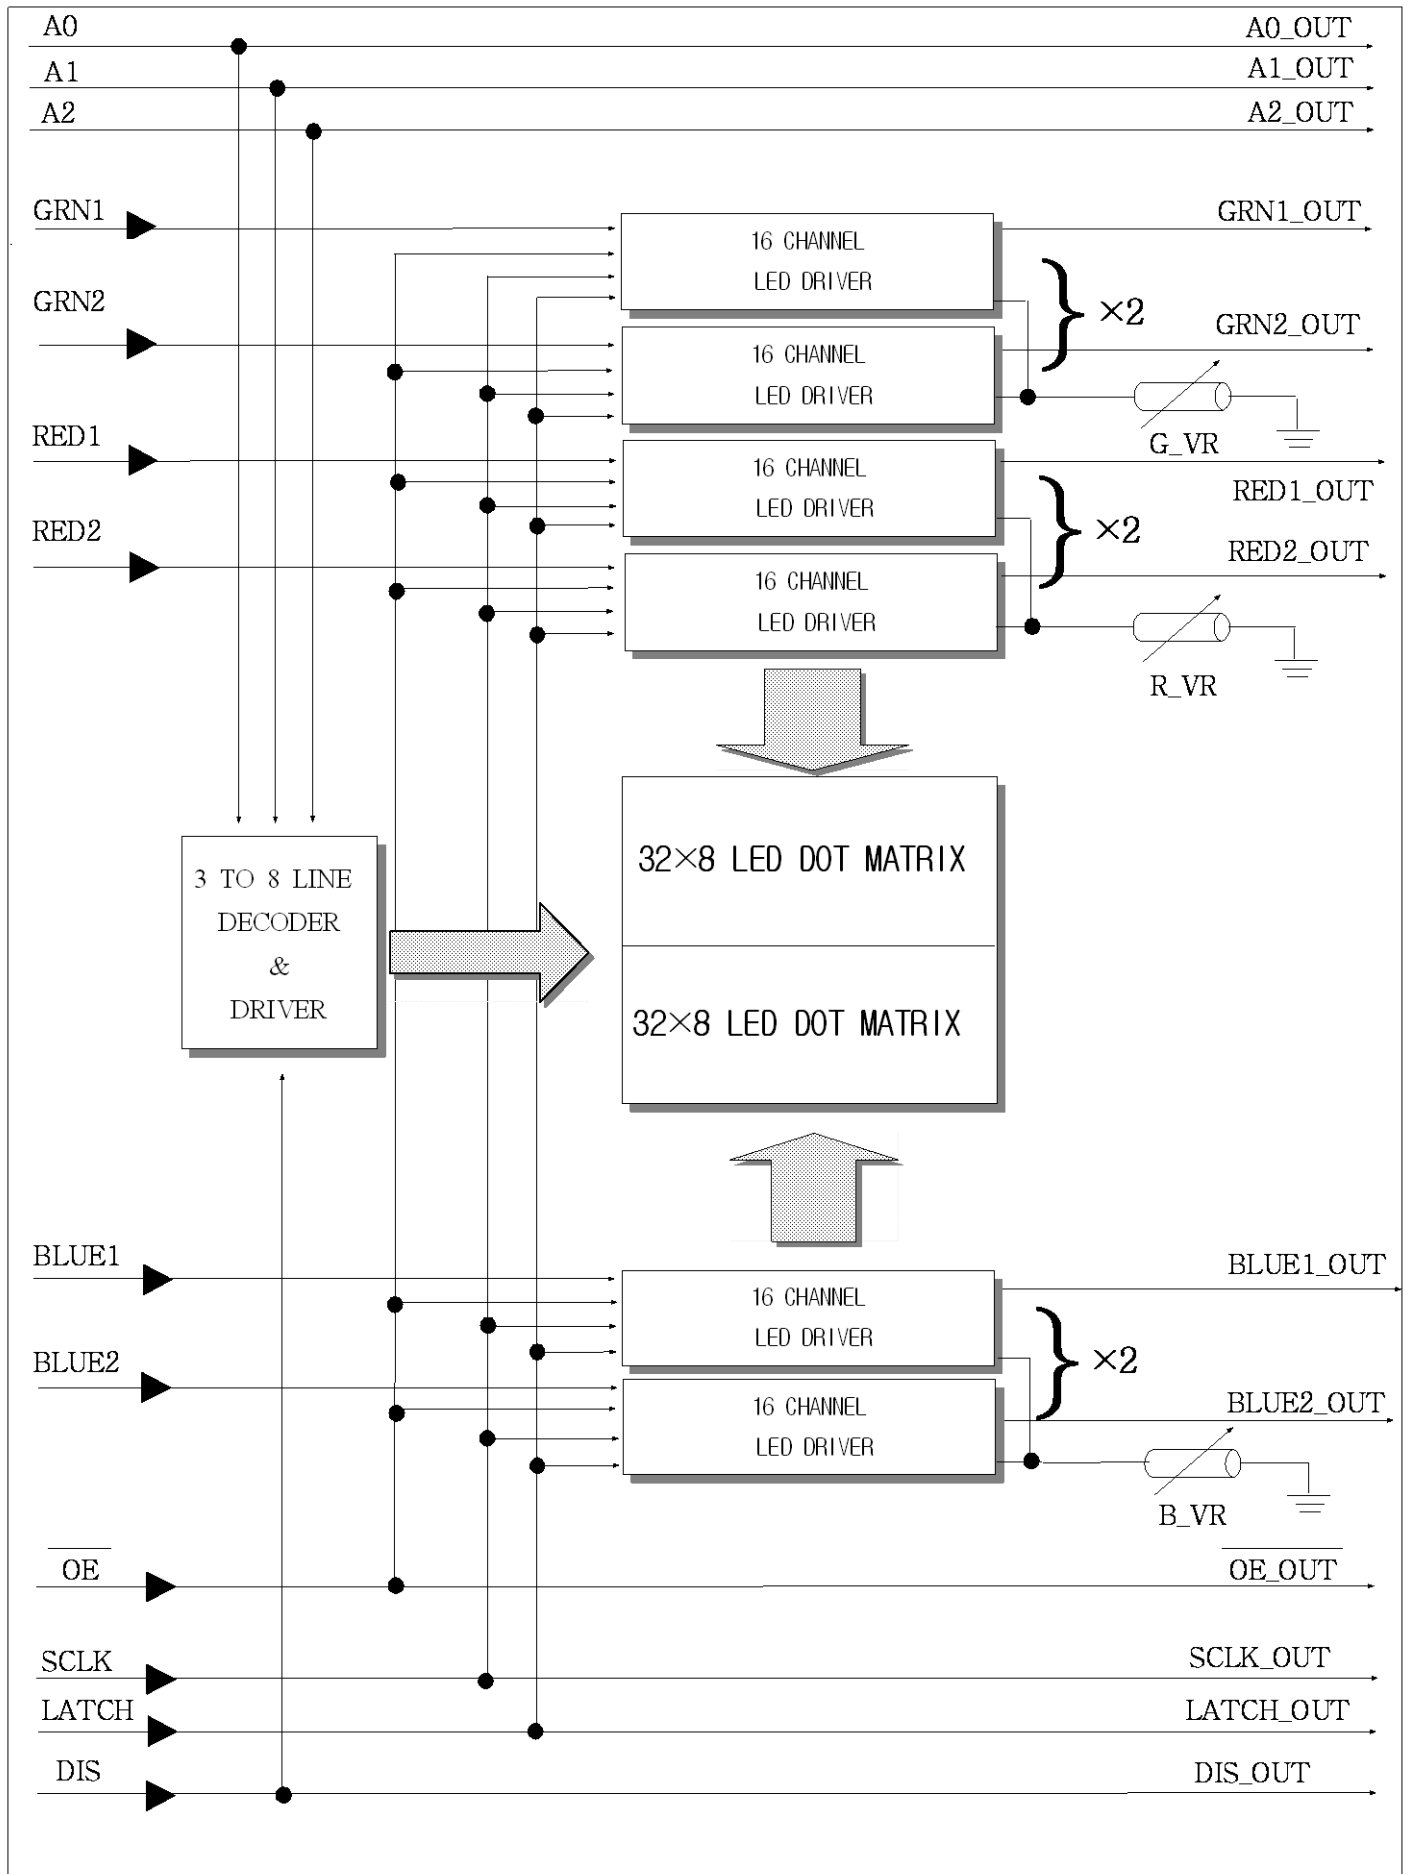 A0 A0_OUT
A1 A1_OUT
A2 A2_OUT
GRN1 GRN1_OUT
16 CHANNEL
LED DRIVER
×2
GRN2 GRN2_OUT
16 CHANNEL
LED DRIVER
G_VR
RED1 RED1_OUT
16 CHANNEL
LED DRIVER
×2
RED2 RED2_OUT
16 CHANNEL
LED DRIVER
R_VR
3 TO 8 LINE
DECODER
&
DRIVER
32×8 LED DOT MATRIX
32×8 LED DOT MATRIX
BLUE1 BLUE1_OUT
16 CHANNEL
LED DRIVER
×2
BLUE2 BLUE2_OUT
16 CHANNEL
LED DRIVER
B_VR
OE OE_OUT
SCLK SCLK_OUT
LATCH LATCH_OUT
DIS DIS_OUT